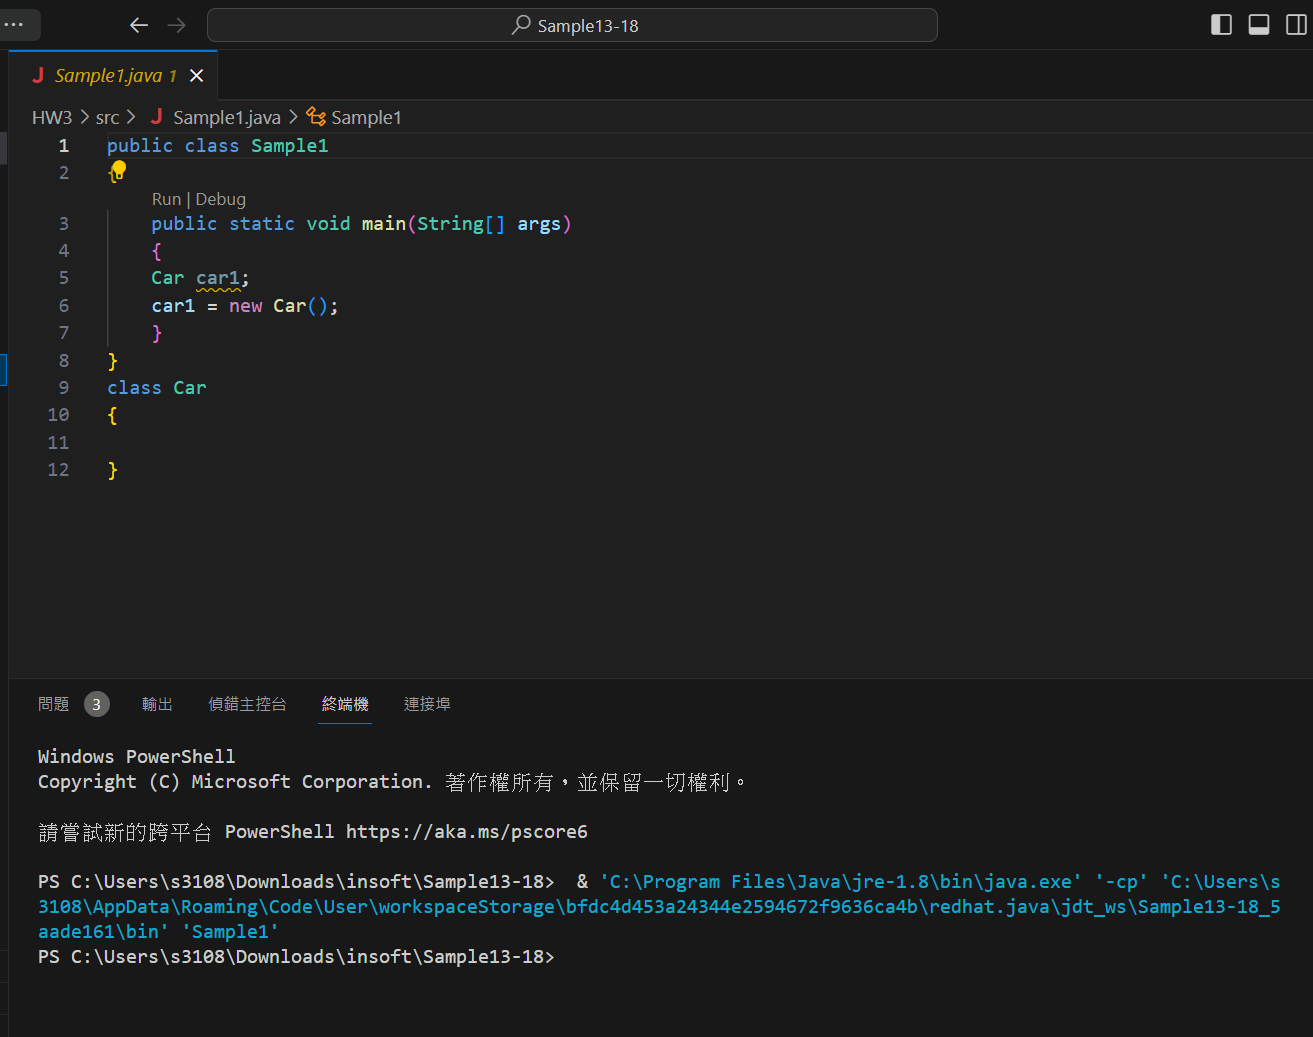 Sample13-18
J Sample1.java 1
HW3 > src > J Sample1.java > Sample1
1 public class Sample1
2 {
Run | Debug
3 public static void main(String[] args)
4 {
5 Car car1;
6 car1 = new Car();
7 }
8 }
9 class Car
10 {
11
12 }
問題 3 輸出 偵錯主控台 終端機 連接埠
Windows PowerShell
Copyright (C) Microsoft Corporation. 著作權所有，並保留一切權利。
請嘗試新的跨平台 PowerShell https://aka.ms/pscore6
PS C:\Users\s3108\Downloads\insoft\Sample13-18>  & 'C:\Program Files\Java\jre-1.8\bin\java.exe' '-cp' 'C:\Users\s
3108\AppData\Roaming\Code\User\workspaceStorage\bfdc4d453a24344e2594672f9636ca4b\redhat.java\jdt_ws\Sample13-18_5
aade161\bin' 'Sample1'
PS C:\Users\s3108\Downloads\insoft\Sample13-18>